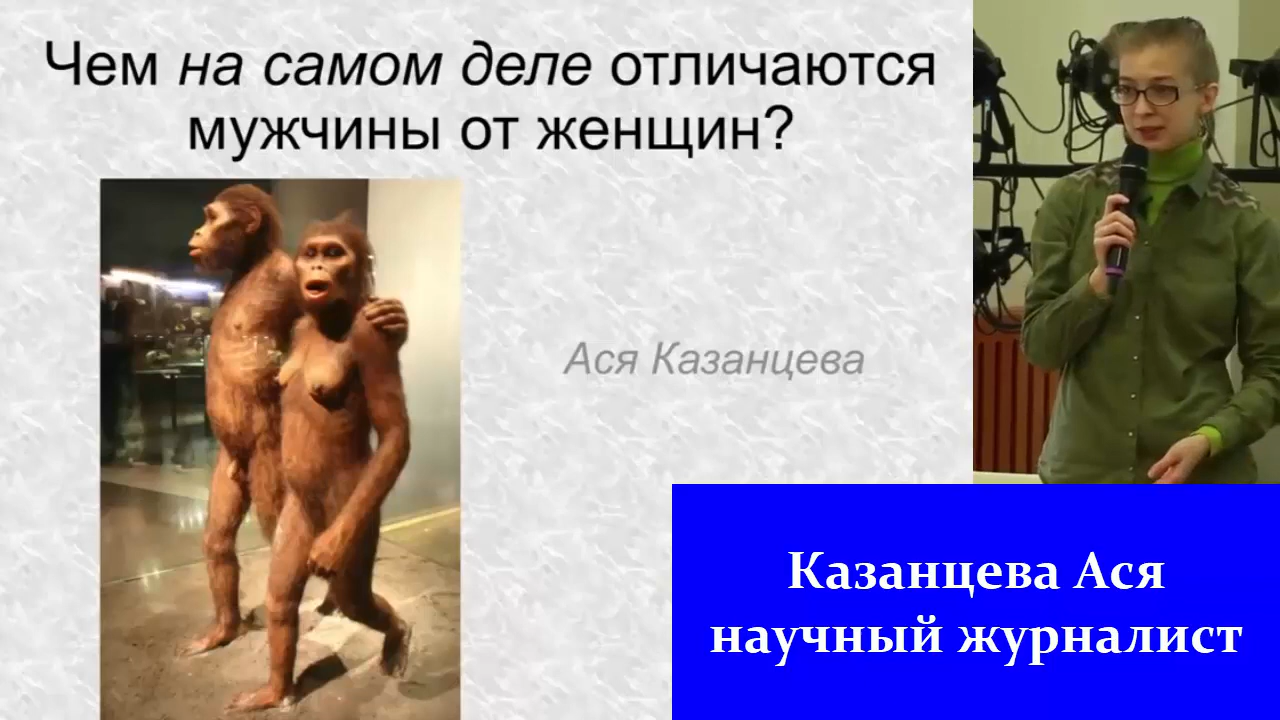 Чем на самом деле отличаются
мужчины от женщин?
Ася Казанцева
Казанцева Ася
научный журналист